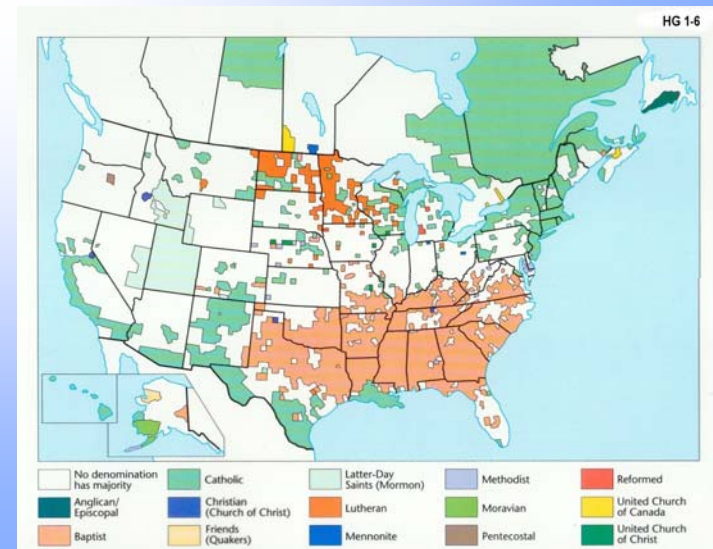 HG 1-6
No denomination
has majority
Catholic
Latter-Day
Saints (Mormon)
Methodist
Reformed
Anglican/
Episcopal
Christian
(Church of Christ)
Lutheran
Moravian
United Church
of Canada
Baptist
Friends
(Quakers)
Mennonite
Pentecostal
United Church
of Christ